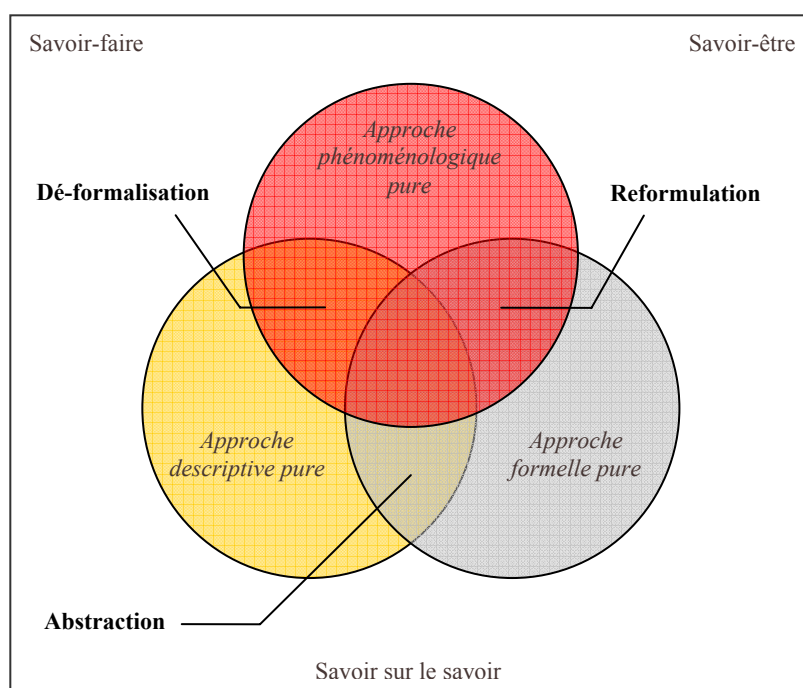 Savoir-faire
Savoir-être
Approche
phénoménologique
pure
Dé-formalisation
Reformulation
Approche
descriptive pure
Approche
formelle pure
Abstraction
Savoir sur le savoir